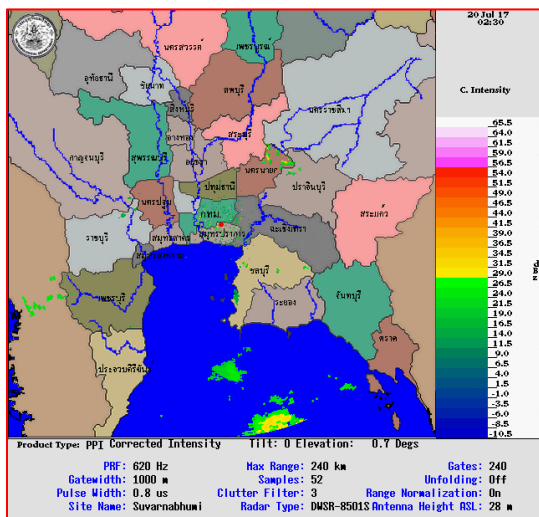 20 Jul 17
02:30
C. Intensity
นครสวรรค์
เพชรบูรณ์
อุทัยธานี
ชัยนาท
ลพบุรี
สิงห์บุรี
นครราชสีมา
อ่างทอง
สระบุรี
กาญจนบุรี
สุพรรณบุรี
อยุธยา
นครนายก
ปราจีนบุรี
ปทุมธานี
นครปฐม
กทม.
สระแก้ว
ฉะเชิงเทรา
ราชบุรี
สมุทรสาคร
สมุทรปราการ
ชลบุรี
เพชรบุรี
ระยอง
จันทบุรี
ตราด
ประจวบคีรีขันธ์
65.5
64.0
61.5
59.0
56.5
54.0
51.5
49.0
46.5
44.0
41.5
39.0
36.5
34.0
31.5
29.0
26.5
24.0
21.5
19.0
16.5
14.0
11.5
9.0
6.5
4.0
1.5
-1.0
-3.5
-6.0
-8.5
-10.5
Product Type: PPI Corrected Intensity Tilt: 0 Elevation: 0.7 Degs
PRF: 620 Hz Max Range: 240 km Gates: 240
Gatewidth: 1000 m Samples: 52 Unfolding: Off
Pulse Width: 0.8 us Clutter Filter: 3 Range Normalization: On
Site Name: Suvarnabhumi Radar Type: DWSR-8501S Antenna Height ASL: 28 m